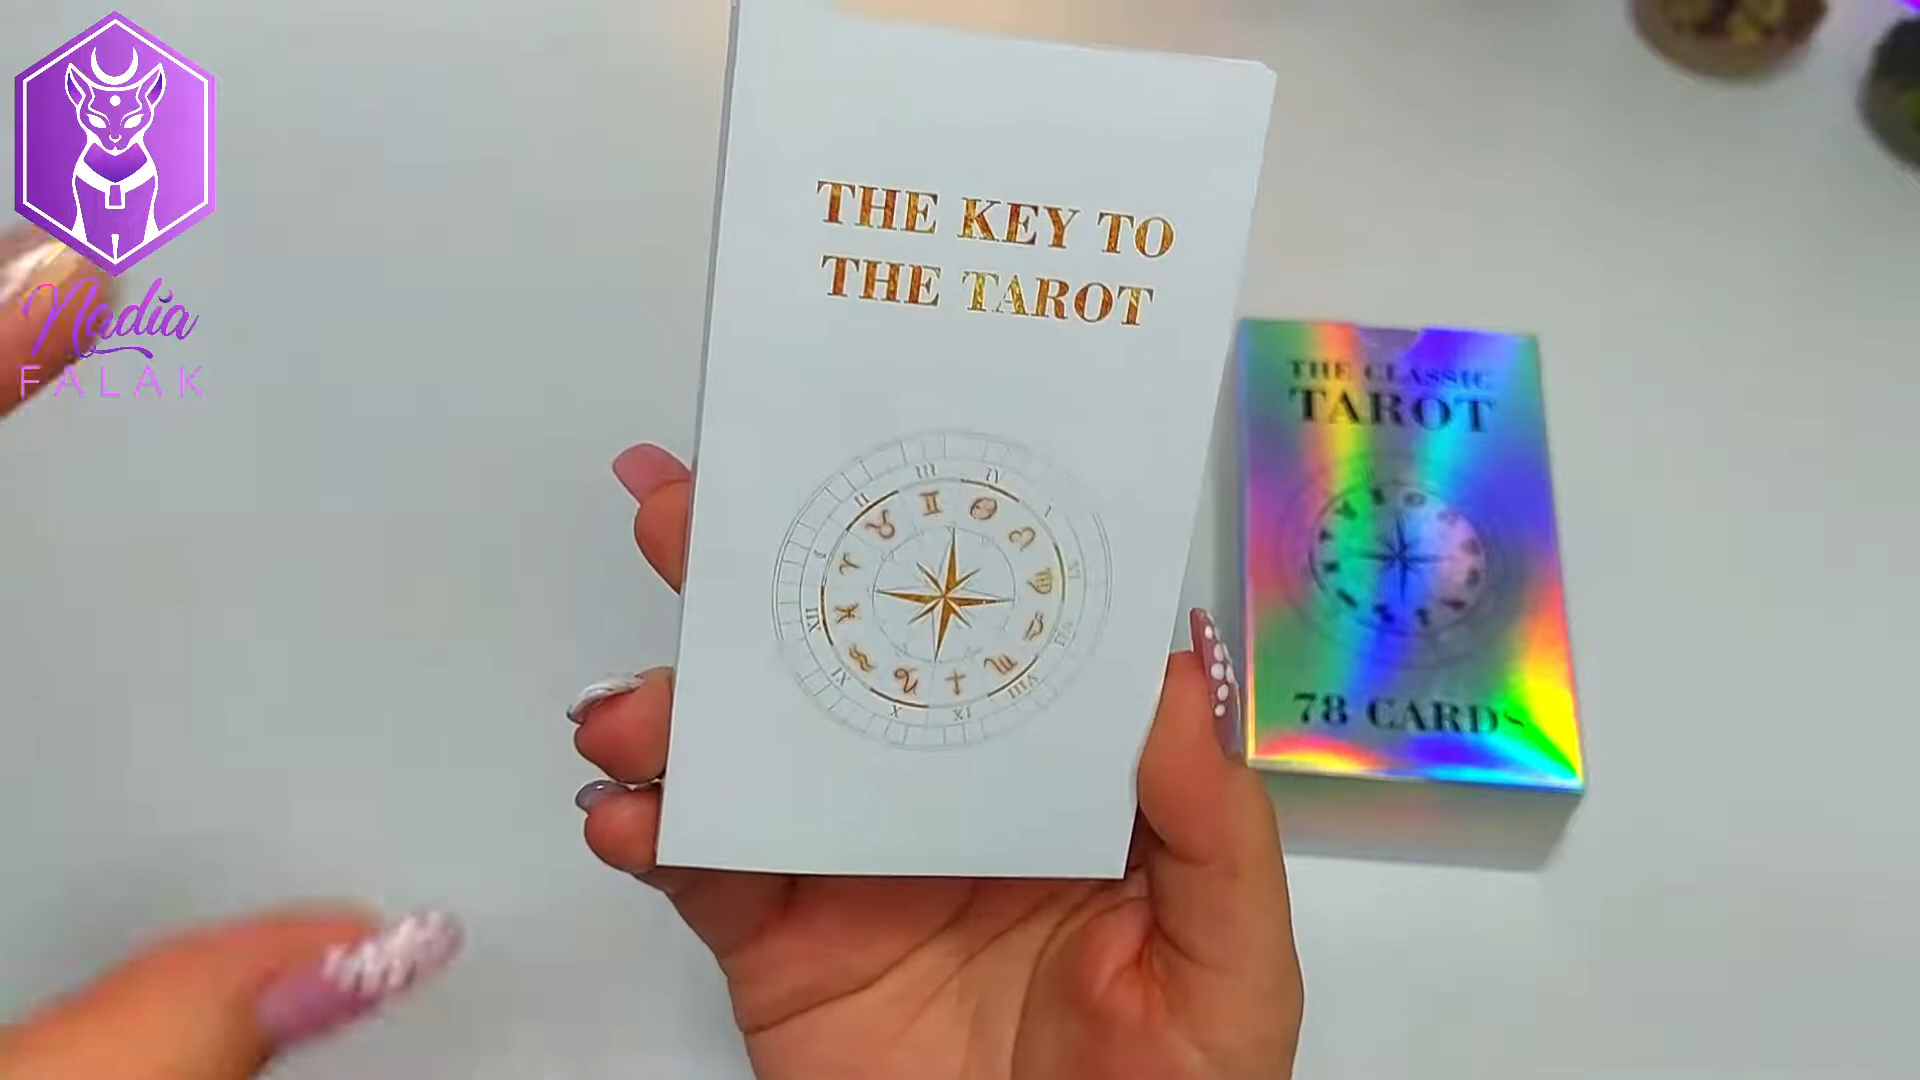 Nadia
FALAK
THE KEY TO
THE TAROT
THE CLASSIC
TAROT
78 CARDS